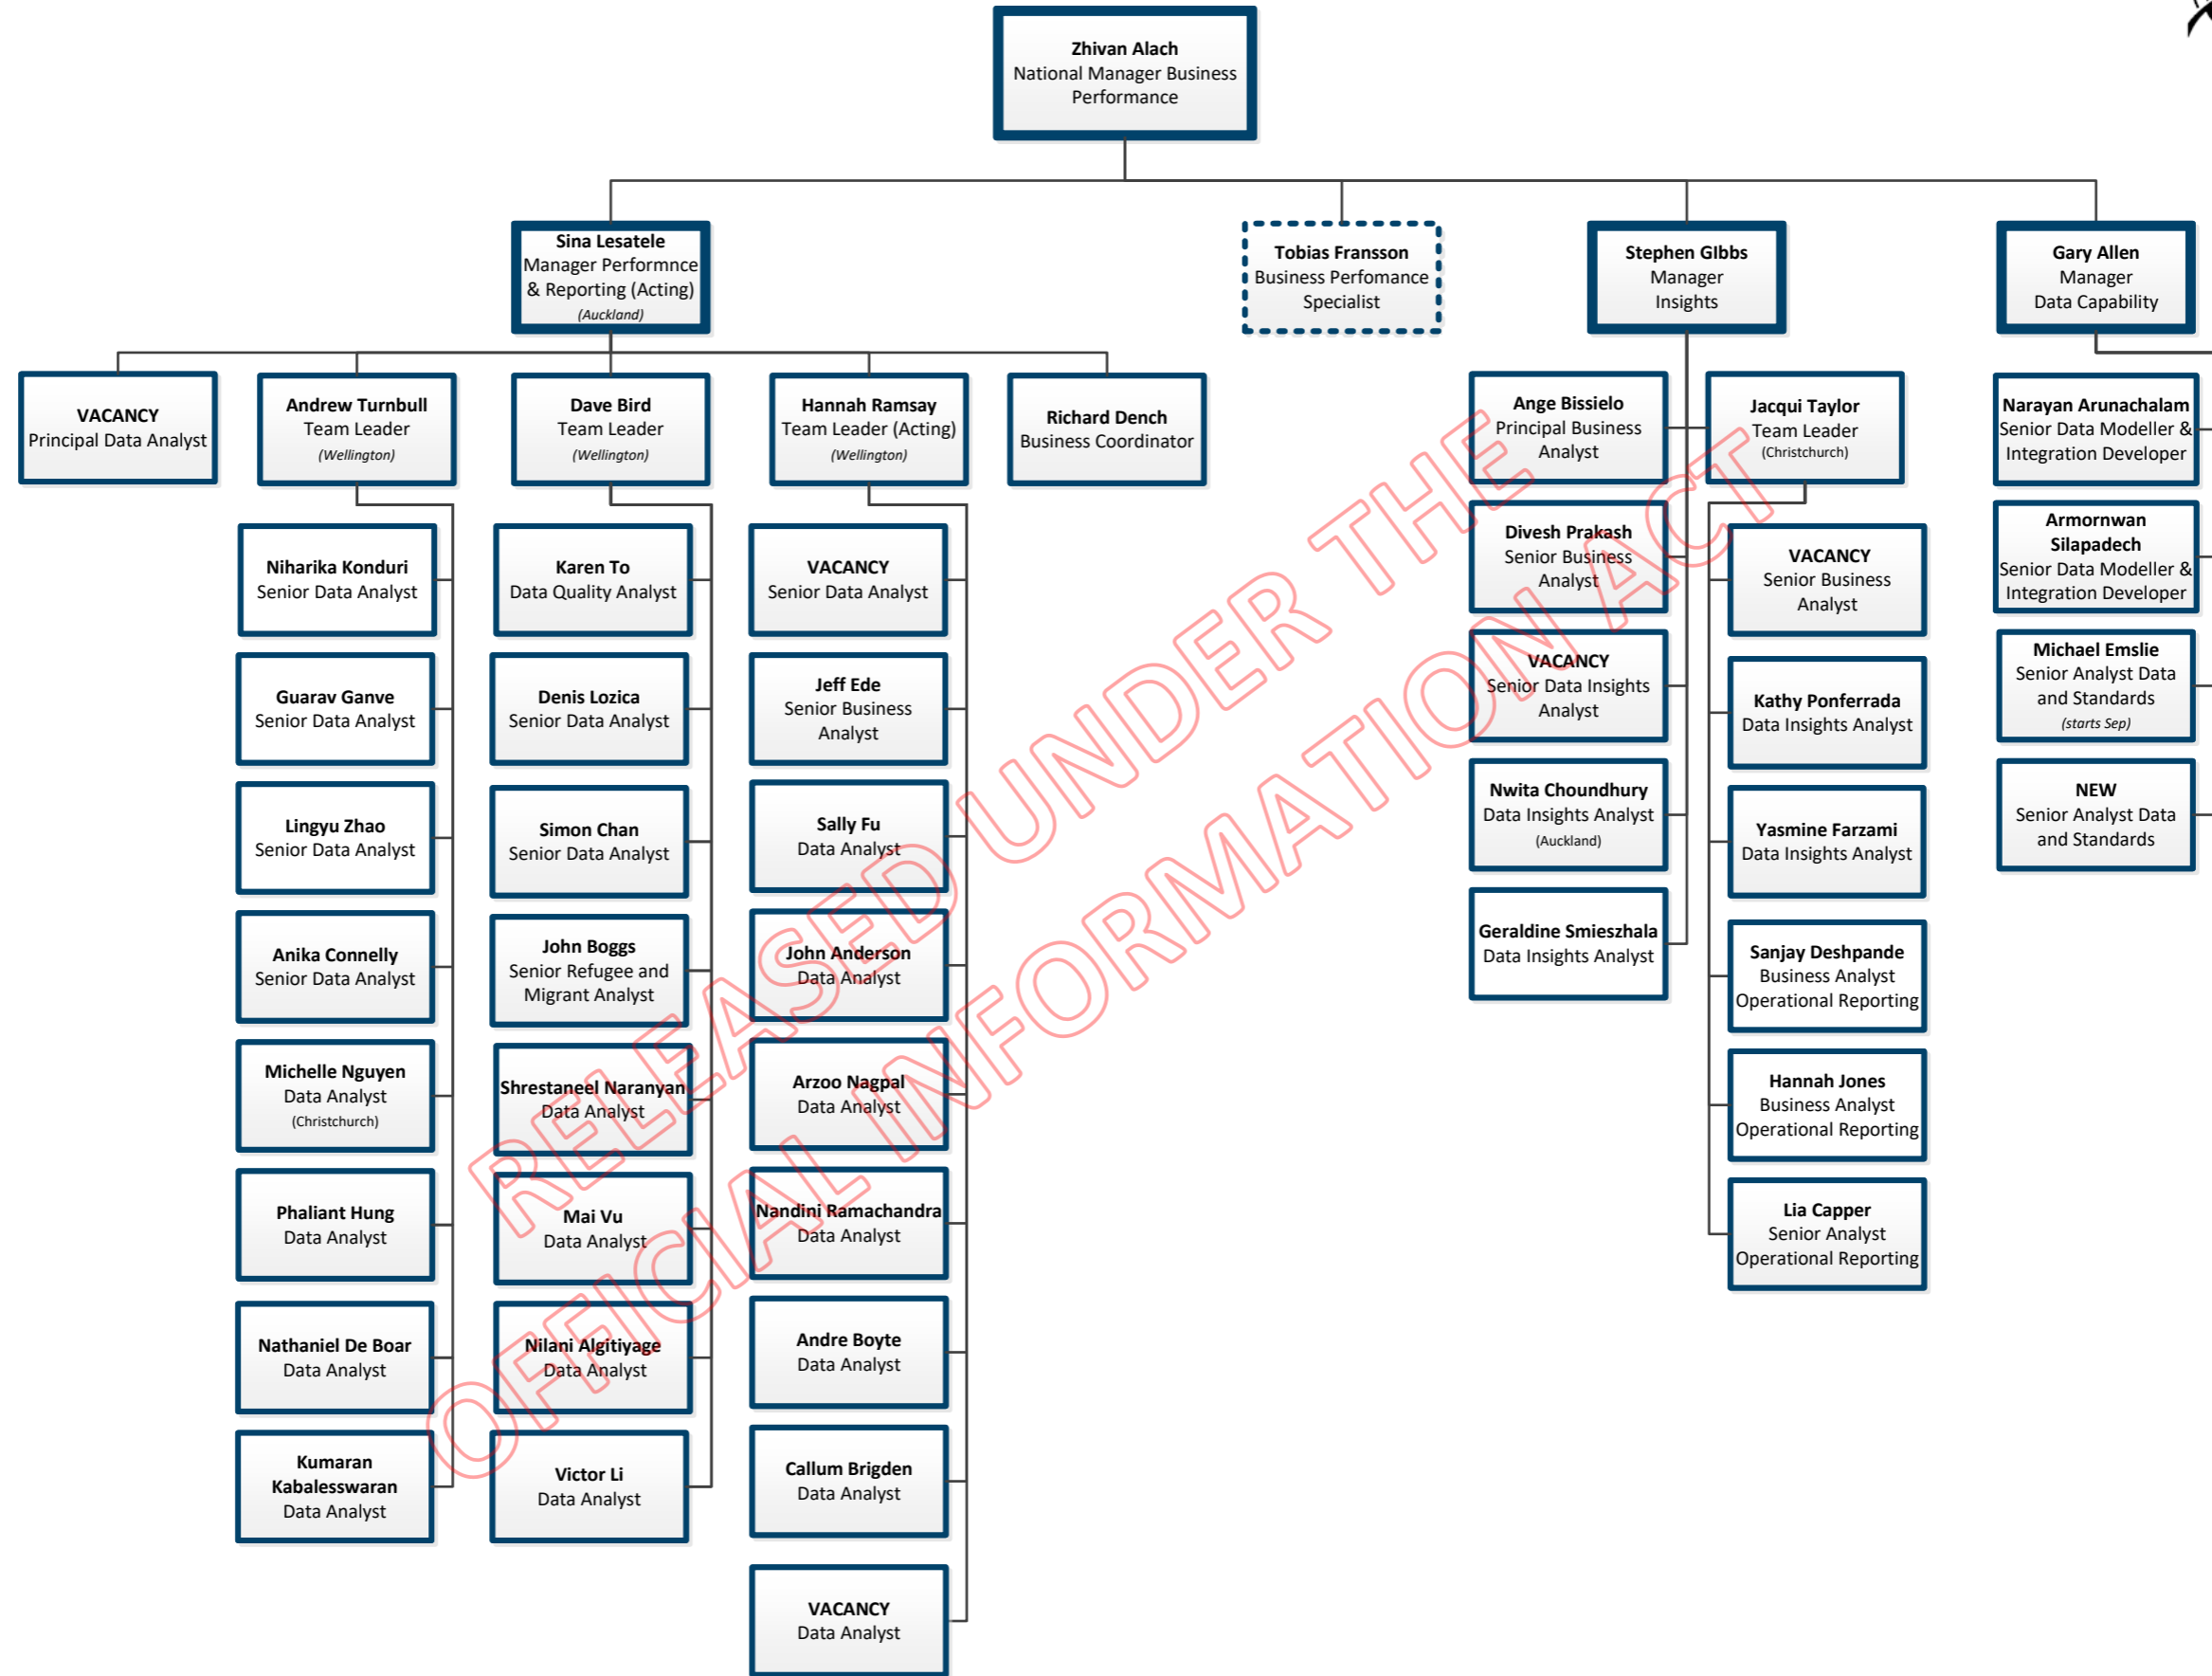 Zhivan Alach
National Manager Business
Performance
Sina Lesatele
Manager Performnce
& Reporting (Acting)
(Auckland)
Tobias Fransson
Business Perfomance
Specialist
Stephen GIbbs
Manager
Insights
Gary Allen
Manager
Data Capability
VACANCY
Principal Data Analyst
Andrew Turnbull
Team Leader
(Wellington)
Dave Bird
Team Leader
(Wellington)
Hannah Ramsay
Team Leader (Acting)
(Wellington)
Richard Dench
Business Coordinator
Niharika Konduri
Senior Data Analyst
Guarav Ganve
Senior Data Analyst
Lingyu Zhao
Senior Data Analyst
Anika Connelly
Senior Data Analyst
Michelle Nguyen
Data Analyst
(Christchurch)
Phaliant Hung
Data Analyst
Nathaniel De Boar
Data Analyst
Kumaran
Kabalesswaran
Data Analyst
Karen To
Data Quality Analyst
Denis Lozica
Senior Data Analyst
Simon Chan
Senior Data Analyst
John Boggs
Senior Refugee and
Migrant Analyst
Shrestaneel Naranyan
Data Analyst
Mai Vu
Data Analyst
Nilani Algitiyage
Data Analyst
Victor Li
Data Analyst
VACANCY
Senior Data Analyst
Jeff Ede
Senior Business
Analyst
Sally Fu
Data Analyst
John Anderson
Data Analyst
Arzoo Nagpal
Data Analyst
Nandini Ramachandra
Data Analyst
Andre Boyte
Data Analyst
Callum Brigden
Data Analyst
VACANCY
Data Analyst
Ange Bissielo
Principal Business
Analyst
Divesh Prakash
Senior Business
Analyst
VACANCY
Senior Data Insights
Analyst
Nwita Choundhury
Data Insights Analyst
(Auckland)
Geraldine Smieszhala
Data Insights Analyst
Jacqui Taylor
Team Leader
(Christchurch)
VACANCY
Senior Business
Analyst
Kathy Ponferrada
Data Insights Analyst
Yasmine Farzami
Data Insights Analyst
Sanjay Deshpande
Business Analyst
Operational Reporting
Hannah Jones
Business Analyst
Operational Reporting
Lia Capper
Senior Analyst
Operational Reporting
Narayan Arunachalam
Senior Data Modeller &
Integration Developer
Armornwan
Silapadech
Senior Data Modeller &
Integration Developer
Michael Emslie
Senior Analyst Data
and Standards
(starts Sep)
NEW
Senior Analyst Data
and Standards
RELEASED UNDER THE
OFFICIAL INFORMATION ACT